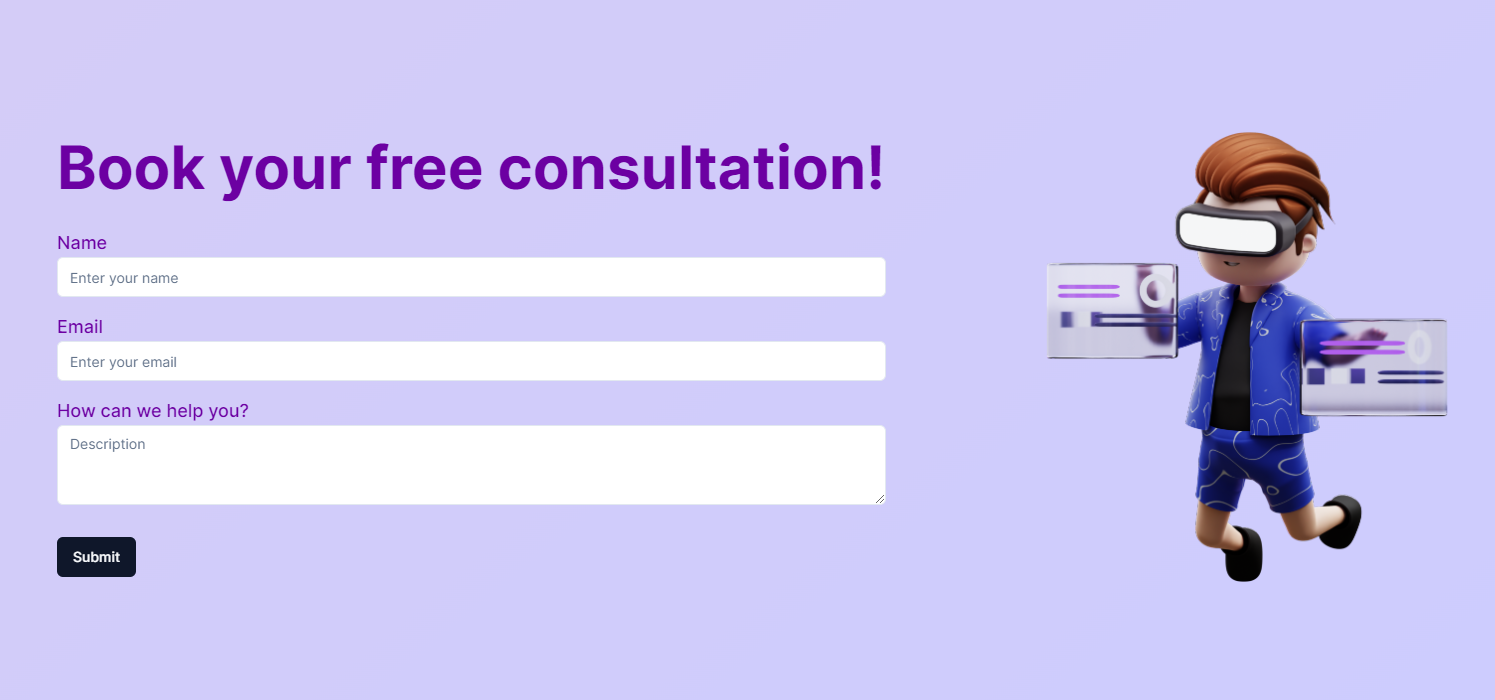 Book your free consultation!
Name
Enter your name
Email
Enter your email
How can we help you?
Description
Submit